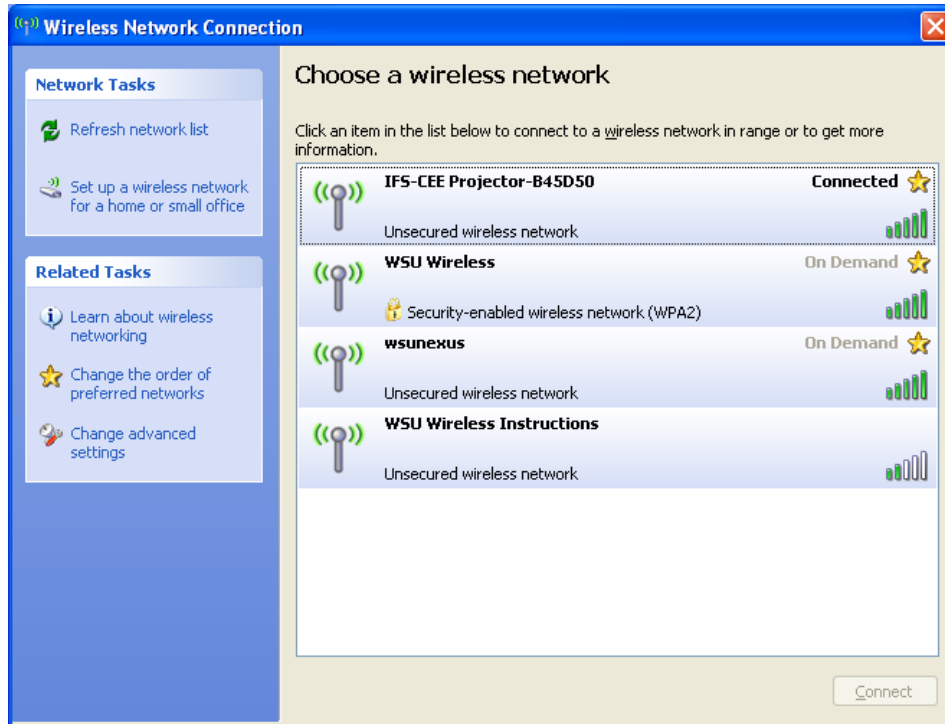 Wireless Network Connection
Network Tasks
Refresh network list
Set up a wireless network
for a home or small office
Related Tasks
Learn about wireless
networking
Change the order of
preferred networks
Change advanced
settings
Choose a wireless network
Click an item in the list below to connect to a wireless network in range or to get more
information.
IFS-CEE Projector-B45D50 Connected
Unsecured wireless network
WSU Wireless On Demand
Security-enabled wireless network (WPA2)
wsunexus On Demand
Unsecured wireless network
WSU Wireless Instructions
Unsecured wireless network
Connect